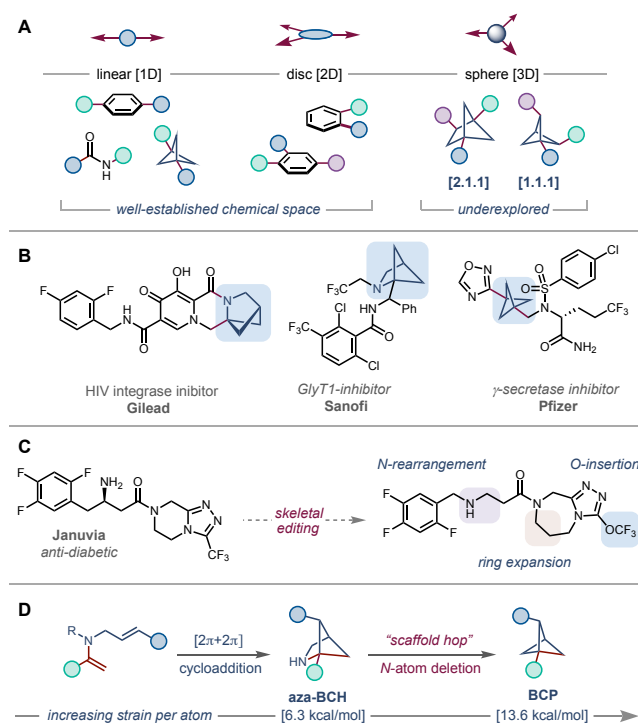 A
linear [1D]
disc [2D]
sphere [3D]
O
N
H
[2.1.1]
[1.1.1]
well-established chemical space
underexplored
B
F
F
N
H
O
O
OH
O
N
N
HIV integrase inibitor
Gilead
F3C
N
Ph
HN
O
Cl
F3C
Cl
GlyT1-inhibitor
Sanofi
O
N
N
Cl
O
S
O
N
CF3
O
NH2
γ-secretase inhibitor
Pfizer
C
F
F
F
NH2
O
N
N
N
N
CF3
Januvia
anti-diabetic
skeletal
editing
N-rearrangement
O-insertion
F
F
F
N
H
O
N
N
N
N
OCF3
ring expansion
D
R
N
[2π+2π]
cycloaddition
HN
aza-BCH
[6.3 kcal/mol]
"scaffold hop"
N-atom deletion
BCP
[13.6 kcal/mol]
increasing strain per atom